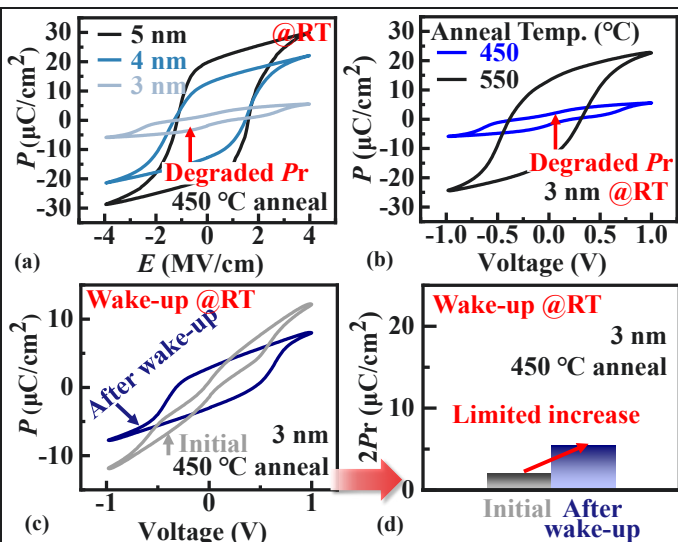 30
20
10
0
-10
-20
-30
P (μC/cm²)
5 nm
4 nm
3 nm
@RT
Degraded Pr
450 ℃ anneal
-4
-2
0
2
4
(a)
E (MV/cm)
30
20
10
0
-10
-20
-30
P (μC/cm²)
Anneal Temp. (℃)
450
550
Degraded Pr
3 nm @RT
-1.0
-0.5
0.0
0.5
1.0
(b)
Voltage (V)
10
0
-10
P (μC/cm²)
Wake-up @RT
After wake-up
Initial
3 nm
450 ℃ anneal
-1
0
1
(c)
Voltage (V)
20
10
0
2Pr (μC/cm²)
Wake-up @RT
3 nm
450 ℃ anneal
Limited increase
Initial
After
wake-up
(d)